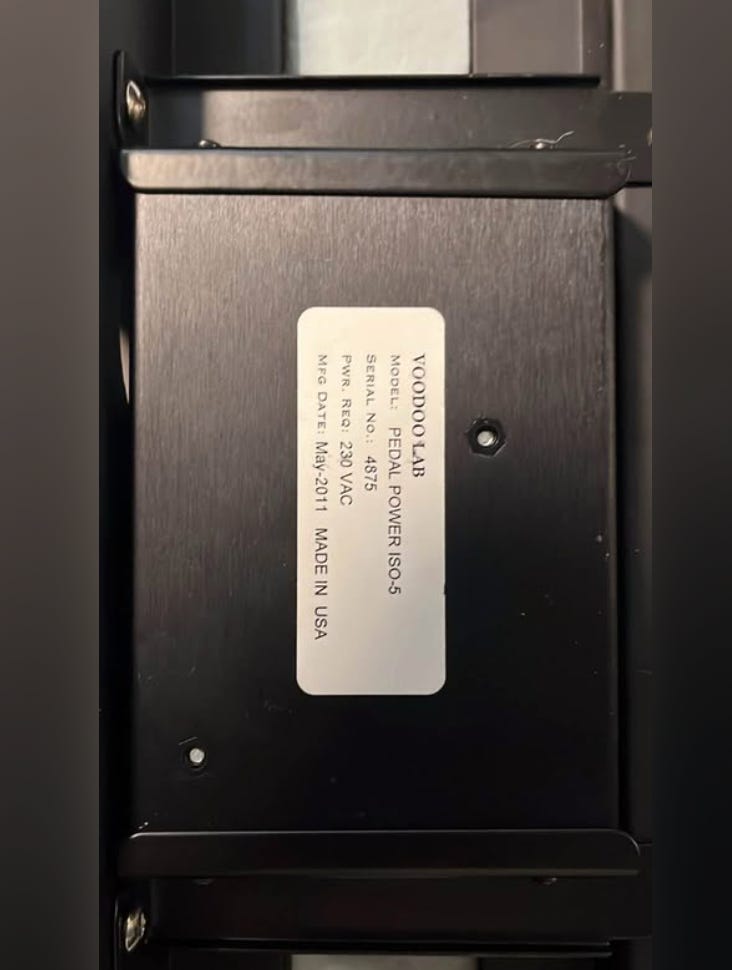 VOODOO LAB
MODEL: PEDAL POWER ISO-5
SERIAL NO.: 4875
PWR. REQ: 230 VAC
MFG DATE: May-2011 MADE IN USA